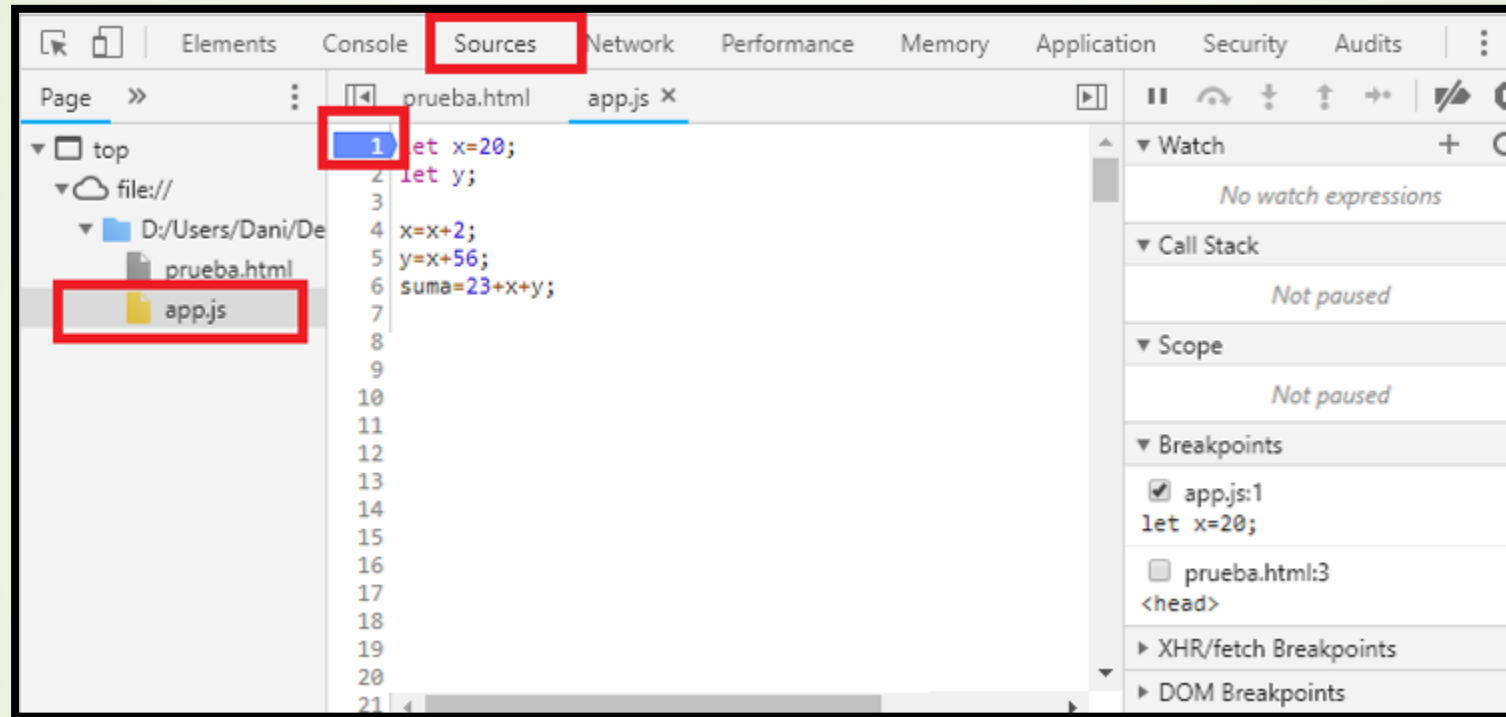 Elements Console Sources Network Performance Memory Application Security Audits
Page
prueba.html app.js
top
file://
D:/Users/Dani/De
prueba.html
app.js
1 let x=20;
2 let y;
3
4 x=x+2;
5 y=x+56;
6 suma=23+x+y;
7
8
9
10
11
12
13
14
15
16
17
18
19
20
21
Watch
No watch expressions
Call Stack
Not paused
Scope
Not paused
Breakpoints
app.js:1
let x=20;
prueba.html:3
<head>
XHR/fetch Breakpoints
DOM Breakpoints